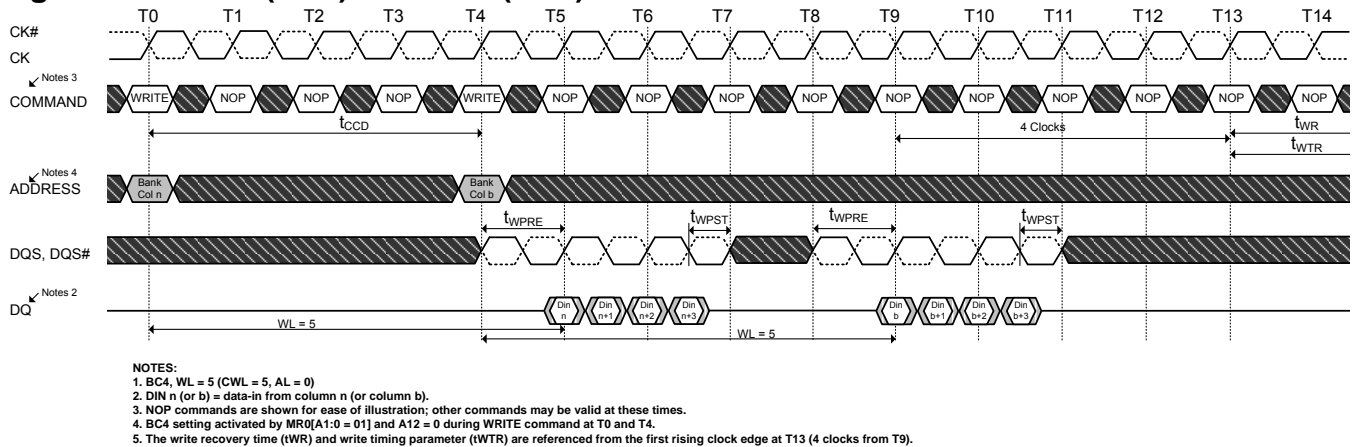 T0 T1 T2 T3 T4 T5 T6 T7 T8 T9 T10 T11 T12 T13 T14
CK#
CK
Notes 3
COMMAND WRITE NOP NOP NOP WRITE NOP NOP NOP NOP NOP NOP NOP NOP NOP NOP
tCCD 4 Clocks tWR
tWTR
Notes 4
ADDRESS Bank Col n Bank Col b
tWPRE tWPST tWPRE tWPST
DQS, DQS#
Notes 2
DQ Din n Din n+1 Din n+2 Din n+3 Din b Din b+1 Din b+2 Din b+3
WL = 5 WL = 5
NOTES:
1. BC4, WL = 5 (CWL = 5, AL = 0)
2. DIN n (or b) = data-in from column n (or column b).
3. NOP commands are shown for ease of illustration; other commands may be valid at these times.
4. BC4 setting activated by MR0[A1:0 = 01] and A12 = 0 during WRITE command at T0 and T4.
5. The write recovery time (tWR) and write timing parameter (tWTR) are referenced from the first rising clock edge at T13 (4 clocks from T9).